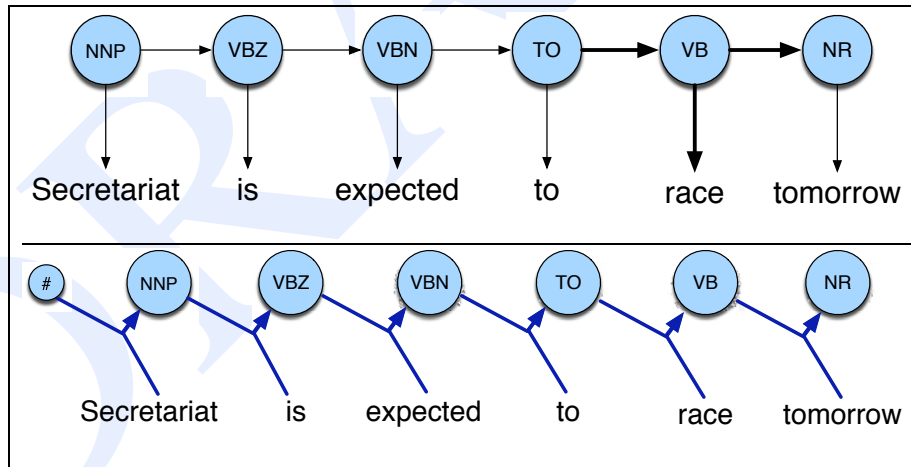 NNP VBZ VBN TO VB NR
Secretariat is expected to race tomorrow
# NNP VBZ VBN TO VB NR
Secretariat is expected to race tomorrow